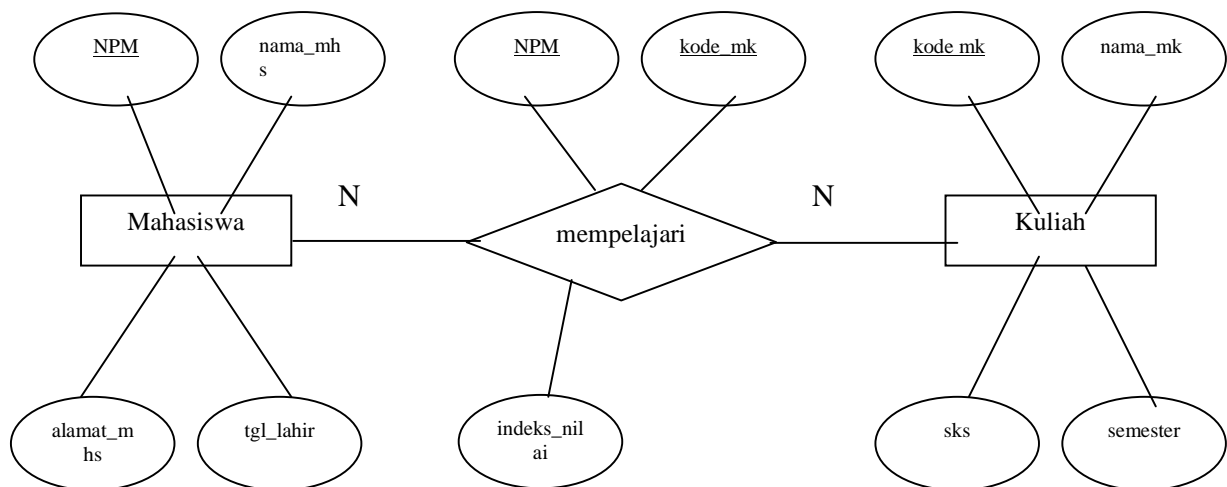 NPM
nama_mh
s
NPM
kode_mk
kode mk
nama_mk
N
N
Mahasiswa
mempelajari
Kuliah
alamat_m
hs
tgl_lahir
indeks_nil
ai
sks
semester